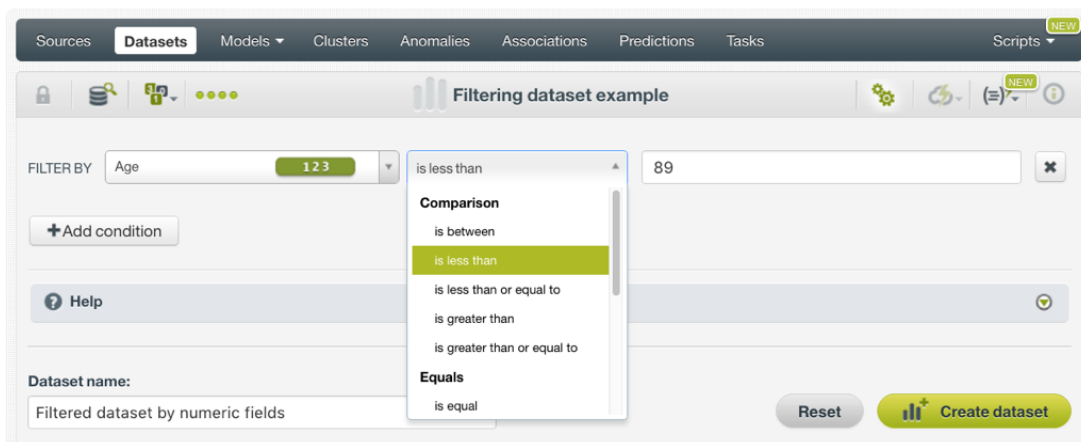 NEW
Sources Datasets Models Clusters Anomalies Associations Predictions Tasks Scripts
Filtering dataset example NEW
FILTER BY Age 123 is less than 89
Comparison
+Add condition is between
is less than
is less than or equal to
Help
is greater than
is greater than or equal to
Dataset name: Equals
Filtered dataset by numeric fields is equal Reset Create dataset